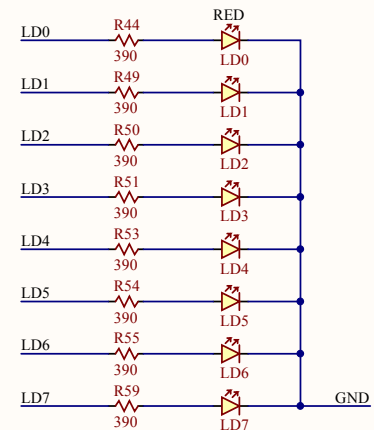 RED
LD0 R44
390 LD0
LD1 R49
390 LD1
LD2 R50
390 LD2
LD3 R51
390 LD3
LD4 R53
390 LD4
LD5 R54
390 LD5
LD6 R55
390 LD6
LD7 R59 GND
390 LD7